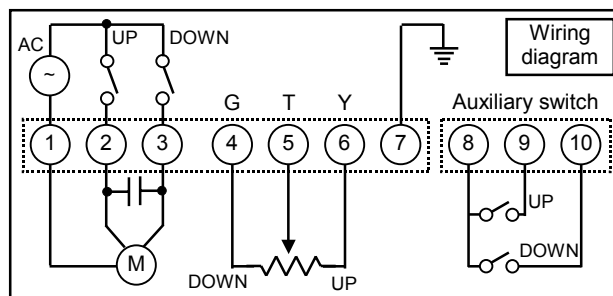 Wiring
diagram
AC
UP
DOWN
~
G T Y
Auxiliary switch
1 2 3 4 5 6 7 8 9 10
UP
DOWN
M
DOWN
UP